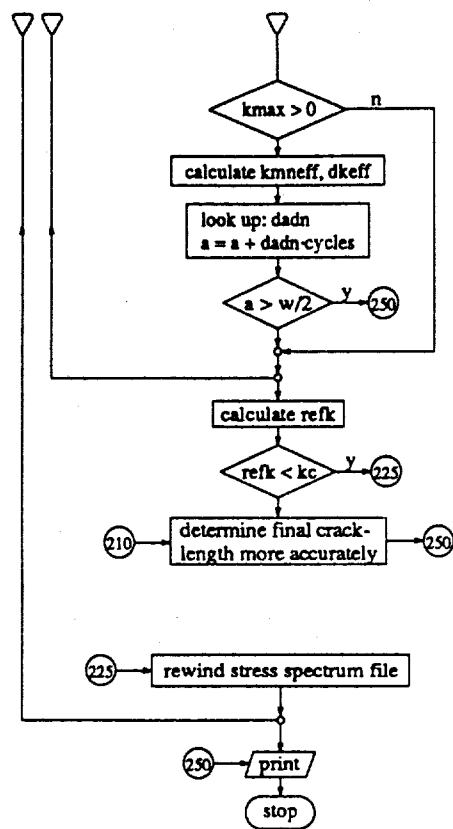 kmax > 0
n
calculate kmneff, dkeff
look up: dadn
a = a + dadn·cycles
a > w/2
y
250
calculate refk
refk < kc
y
225
210
determine final crack-
length more accurately
250
225
rewind stress spectrum file
250
print
stop